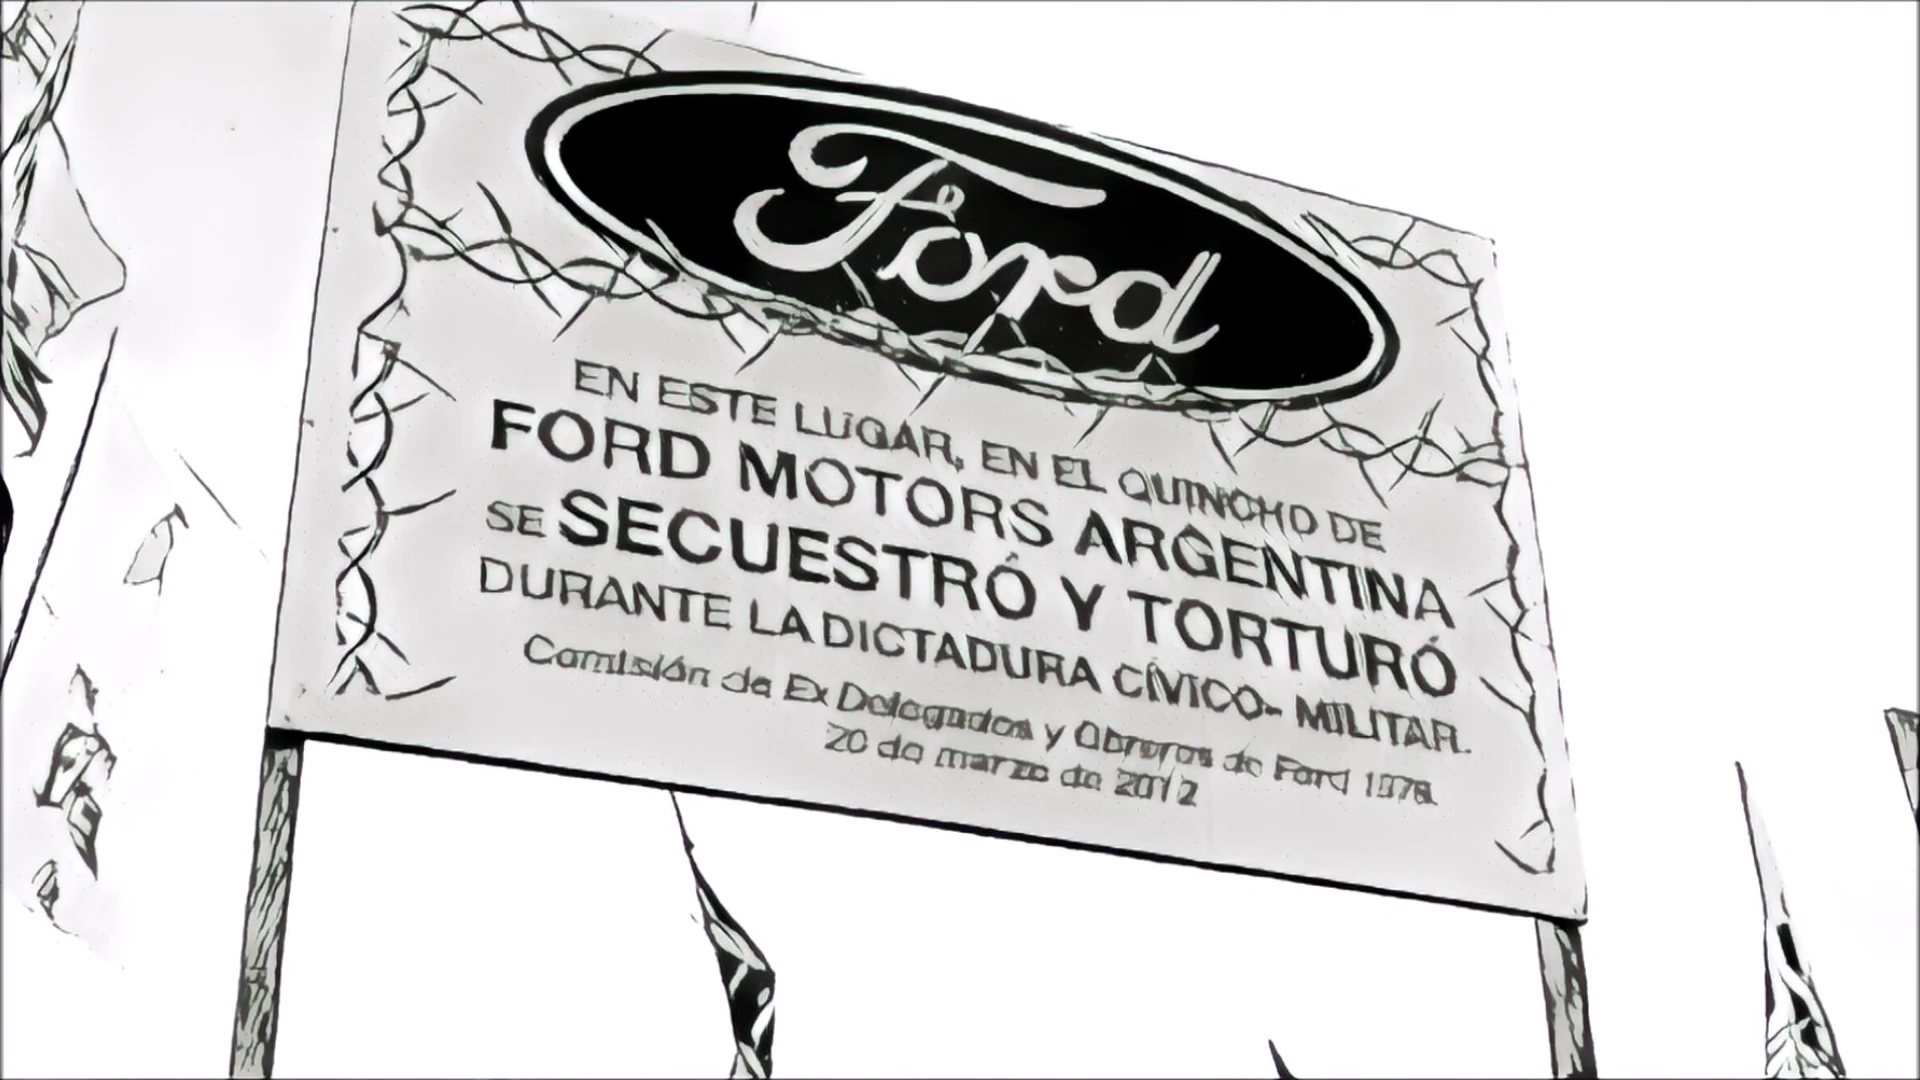 Ford
EN ESTE LUGAR, EN EL QUINCHO DE
FORD MOTORS ARGENTINA
SE SECUESTRÓ Y TORTURÓ
DURANTE LA DICTADURA CÍVICO- MILITAR.
Comisión de Ex Delegados y Obreros de Ford 1976.
20 de marzo de 2012